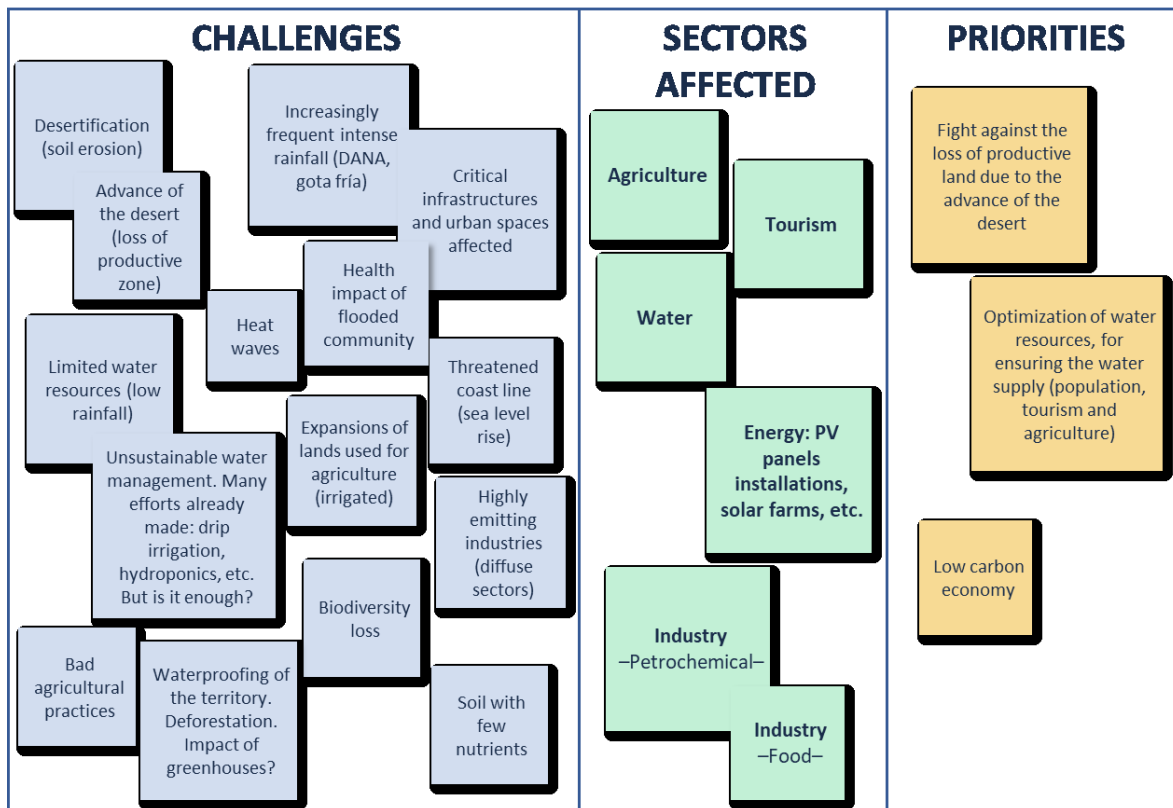 CHALLENGES
Desertification
(soil erosion)
Increasingly
frequent intense
rainfall (DANA,
gota fría)
Critical
infrastructures
and urban spaces
affected
Advance of
the desert
(loss of
productive
zone)
Health
impact of
flooded
community
Heat
waves
Limited water
resources (low
rainfall)
Threatened
coast line
(sea level
rise)
Expansions of
lands used for
agriculture
(irrigated)
Unsustainable water
management. Many
efforts already
made: drip
irrigation,
hydroponics, etc.
But is it enough?
Highly
emitting
industries
(diffuse
sectors)
Biodiversity
loss
Bad
agricultural
practices
Waterproofing of
the territory.
Deforestation.
Impact of
greenhouses?
Soil with
few
nutrients
SECTORS
AFFECTED
Agriculture
Tourism
Water
Energy: PV
panels
installations,
solar farms, etc.
Industry
–Petrochemical–
Industry
–Food–
PRIORITIES
Fight against the
loss of productive
land due to the
advance of the
desert
Optimization of water
resources, for
ensuring the water
supply (population,
tourism and
agriculture)
Low carbon
economy